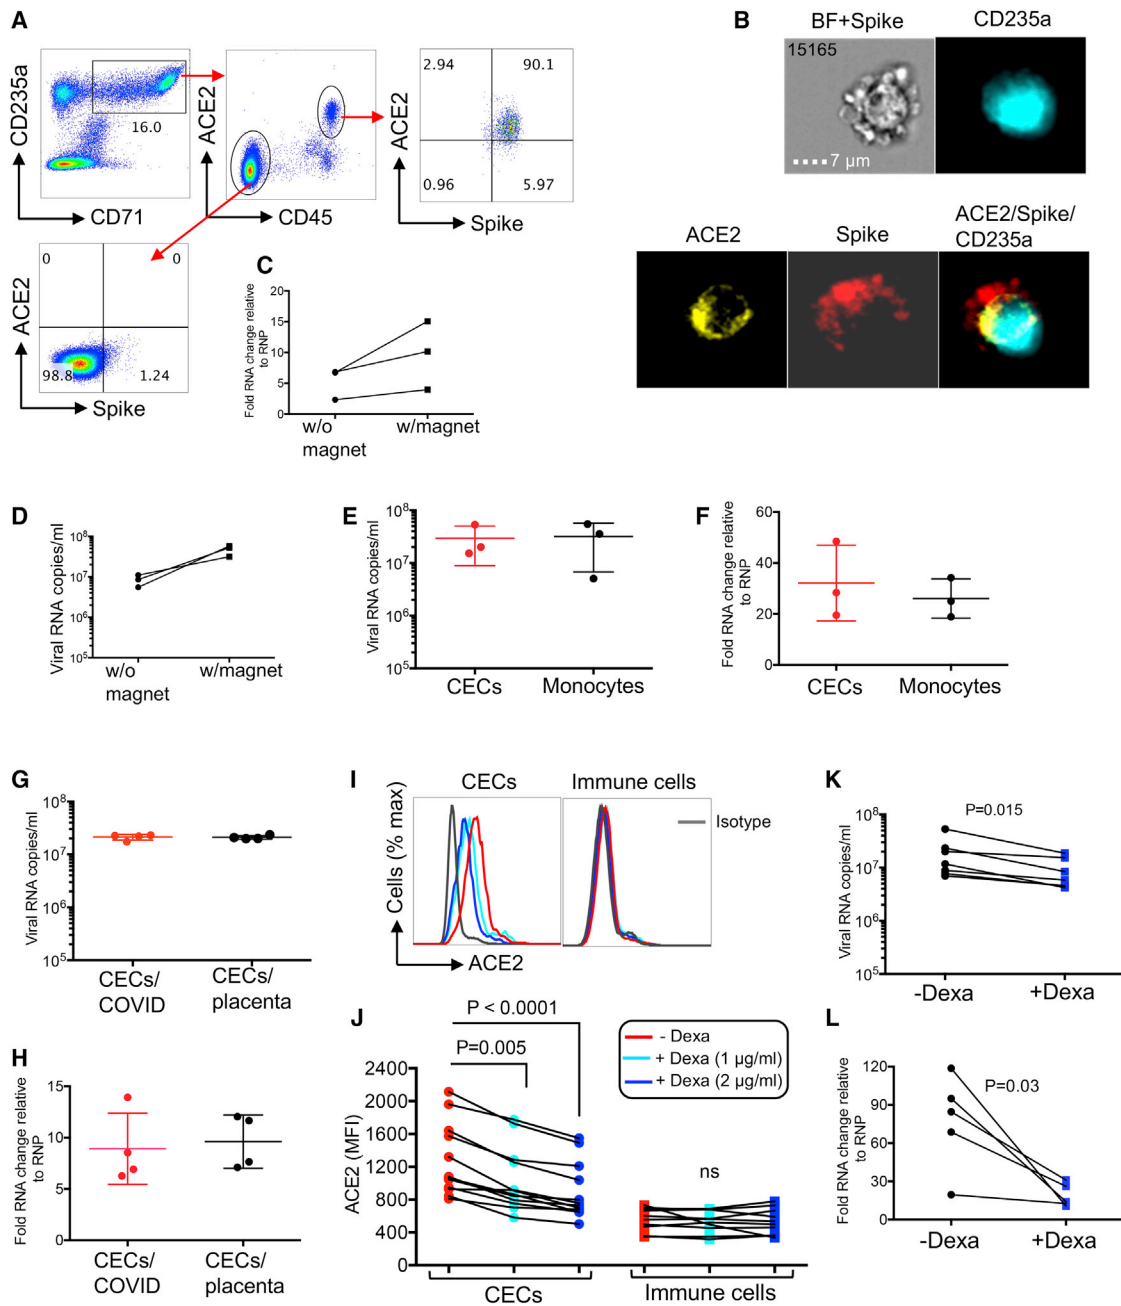 A
CD235a
16.0
CD71
ACE2
CD45
2.94
90.1
ACE2
0.96
5.97
Spike
0
0
ACE2
98.8
1.24
Spike
B
BF+Spike
CD235a
15165
7 µm
ACE2
Spike
ACE2/Spike/
CD235a
C
Fold RNA change relative
to RNP
20
15
10
5
0
w/o
magnet
w/magnet
D
Viral RNA copies/ml
10⁸
10⁷
10⁶
10⁵
w/o
magnet
w/magnet
E
Viral RNA copies/ml
10⁸
10⁷
10⁶
10⁵
CECs
Monocytes
F
Fold RNA change relative
to RNP
60
40
20
0
CECs
Monocytes
G
Viral RNA copies/ml
10⁸
10⁷
10⁶
10⁵
CECs/
COVID
CECs/
placenta
H
Fold RNA change relative
to RNP
15
10
5
0
CECs/
COVID
CECs/
placenta
I
CECs
Immune cells
Cells (% max)
Isotype
ACE2
J
P < 0.0001
P=0.005
- Dexa
+ Dexa (1 µg/ml)
+ Dexa (2 µg/ml)
ACE2 (MFI)
2400
2000
1600
1200
800
400
0
ns
CECs
Immune cells
K
Viral RNA copies/ml
10⁸
10⁷
10⁶
10⁵
P=0.015
-Dexa
+Dexa
L
Fold RNA change relative
to RNP
120
90
60
30
0
P=0.03
-Dexa
+Dexa